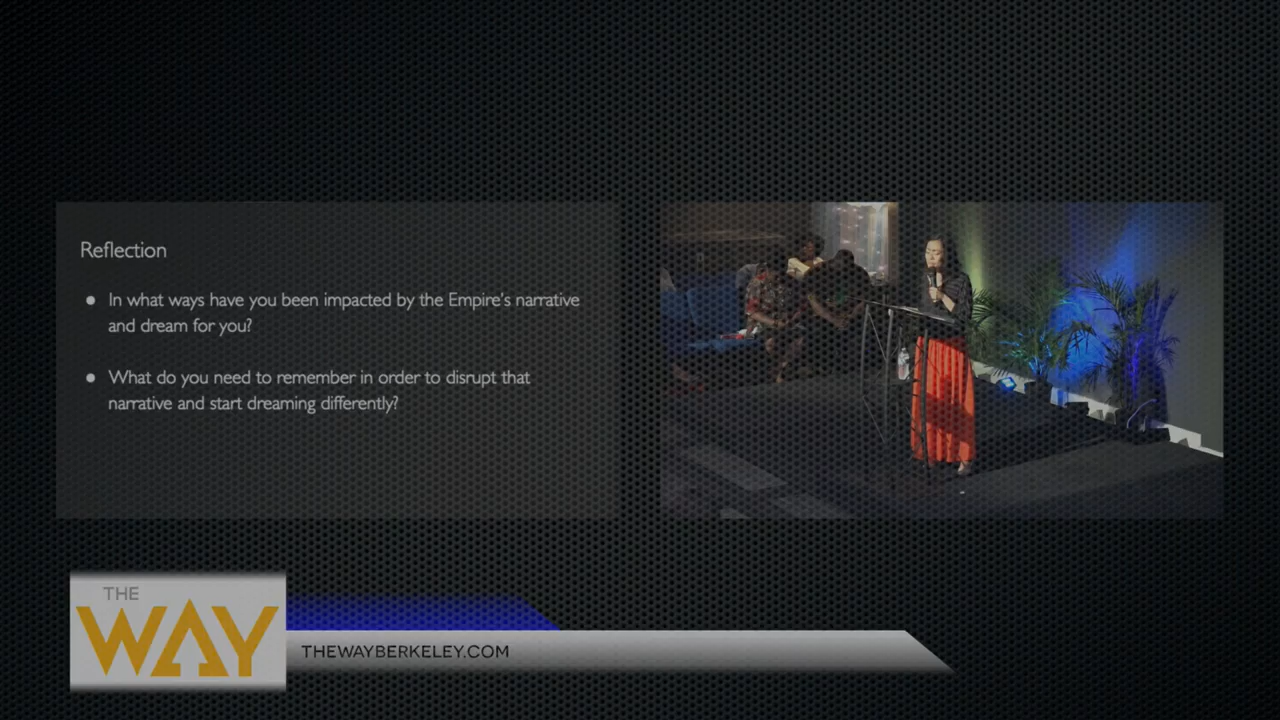 Reflection
● In what ways have you been impacted by the Empire's narrative
and dream for you?
● What do you need to remember in order to disrupt that
narrative and start dreaming differently?
THE
WAY
THEWAYBERKELEY.COM